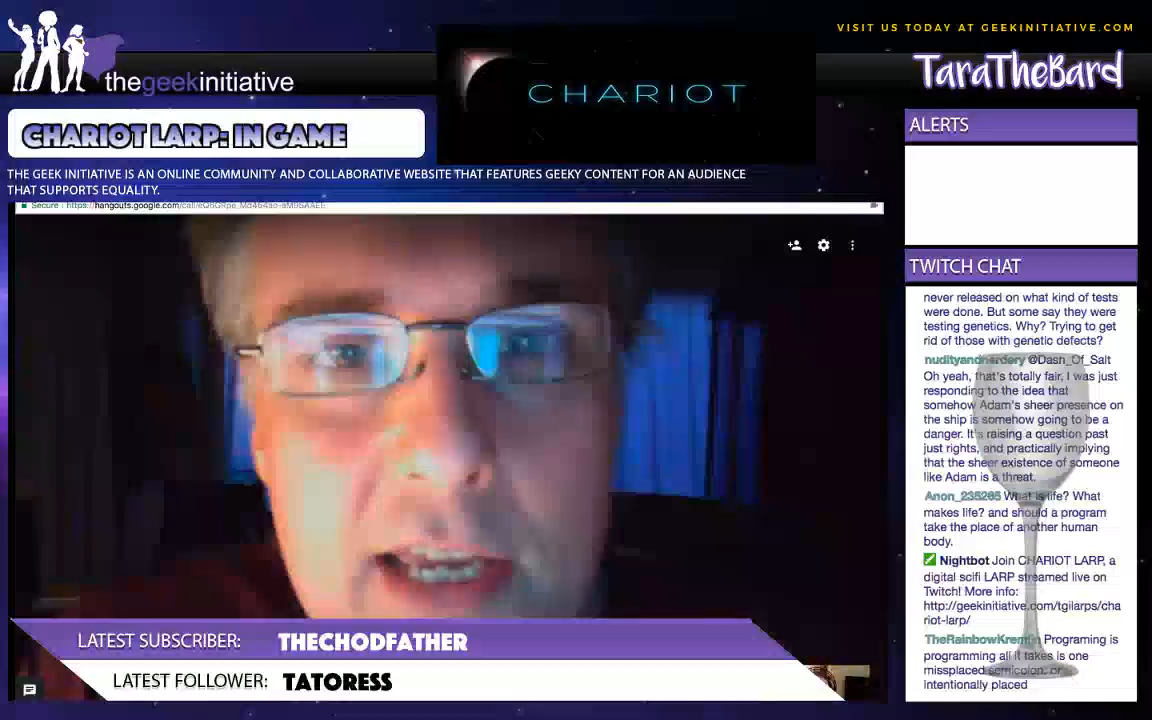 VISIT US TODAY AT GEEKINITIATIVE.COM
thegeekinitiative
CHARIOT
TaraTheBard
CHARIOT LARP: IN GAME
THE GEEK INITIATIVE IS AN ONLINE COMMUNITY AND COLLABORATIVE WEBSITE THAT FEATURES GEEKY CONTENT FOR AN AUDIENCE
THAT SUPPORTS EQUALITY.
Secure https://hangouts.google.com/call/
LATEST SUBSCRIBER: THECHODFATHER
LATEST FOLLOWER: TATORESS
ALERTS
TWITCH CHAT
never released on what kind of tests
were done. But some say they were
testing genetics. Why? Trying to get
rid of those with genetic defects?
nudityandnerdery @Dash_Of_Salt
Oh yeah, that's totally fair, I was just
responding to the idea that
somehow Adam's sheer presence on
the ship is somehow going to be a
danger. It's raising a question past
just rights, and practically implying
that the sheer existence of someone
like Adam is a threat.
Anon_235265 What is life? What
makes life? and should a program
take the place of another human
body.
Nightbot Join CHARIOT LARP, a
digital scifi LARP streamed live on
Twitch! More info:
http://geekinitiative.com/tgilarps/cha
riot-larp/
TheRainbowKremlin Programing is
programming all it takes is one
missplaced semicolon. or
intentionally placed